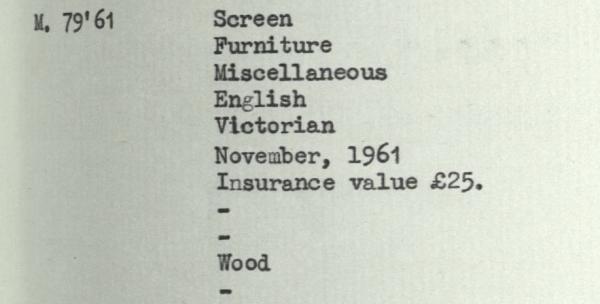 M. 79'61 Screen
Furniture
Miscellaneous
English
Victorian
November, 1961
Insurance value £25.
-
-
Wood
-